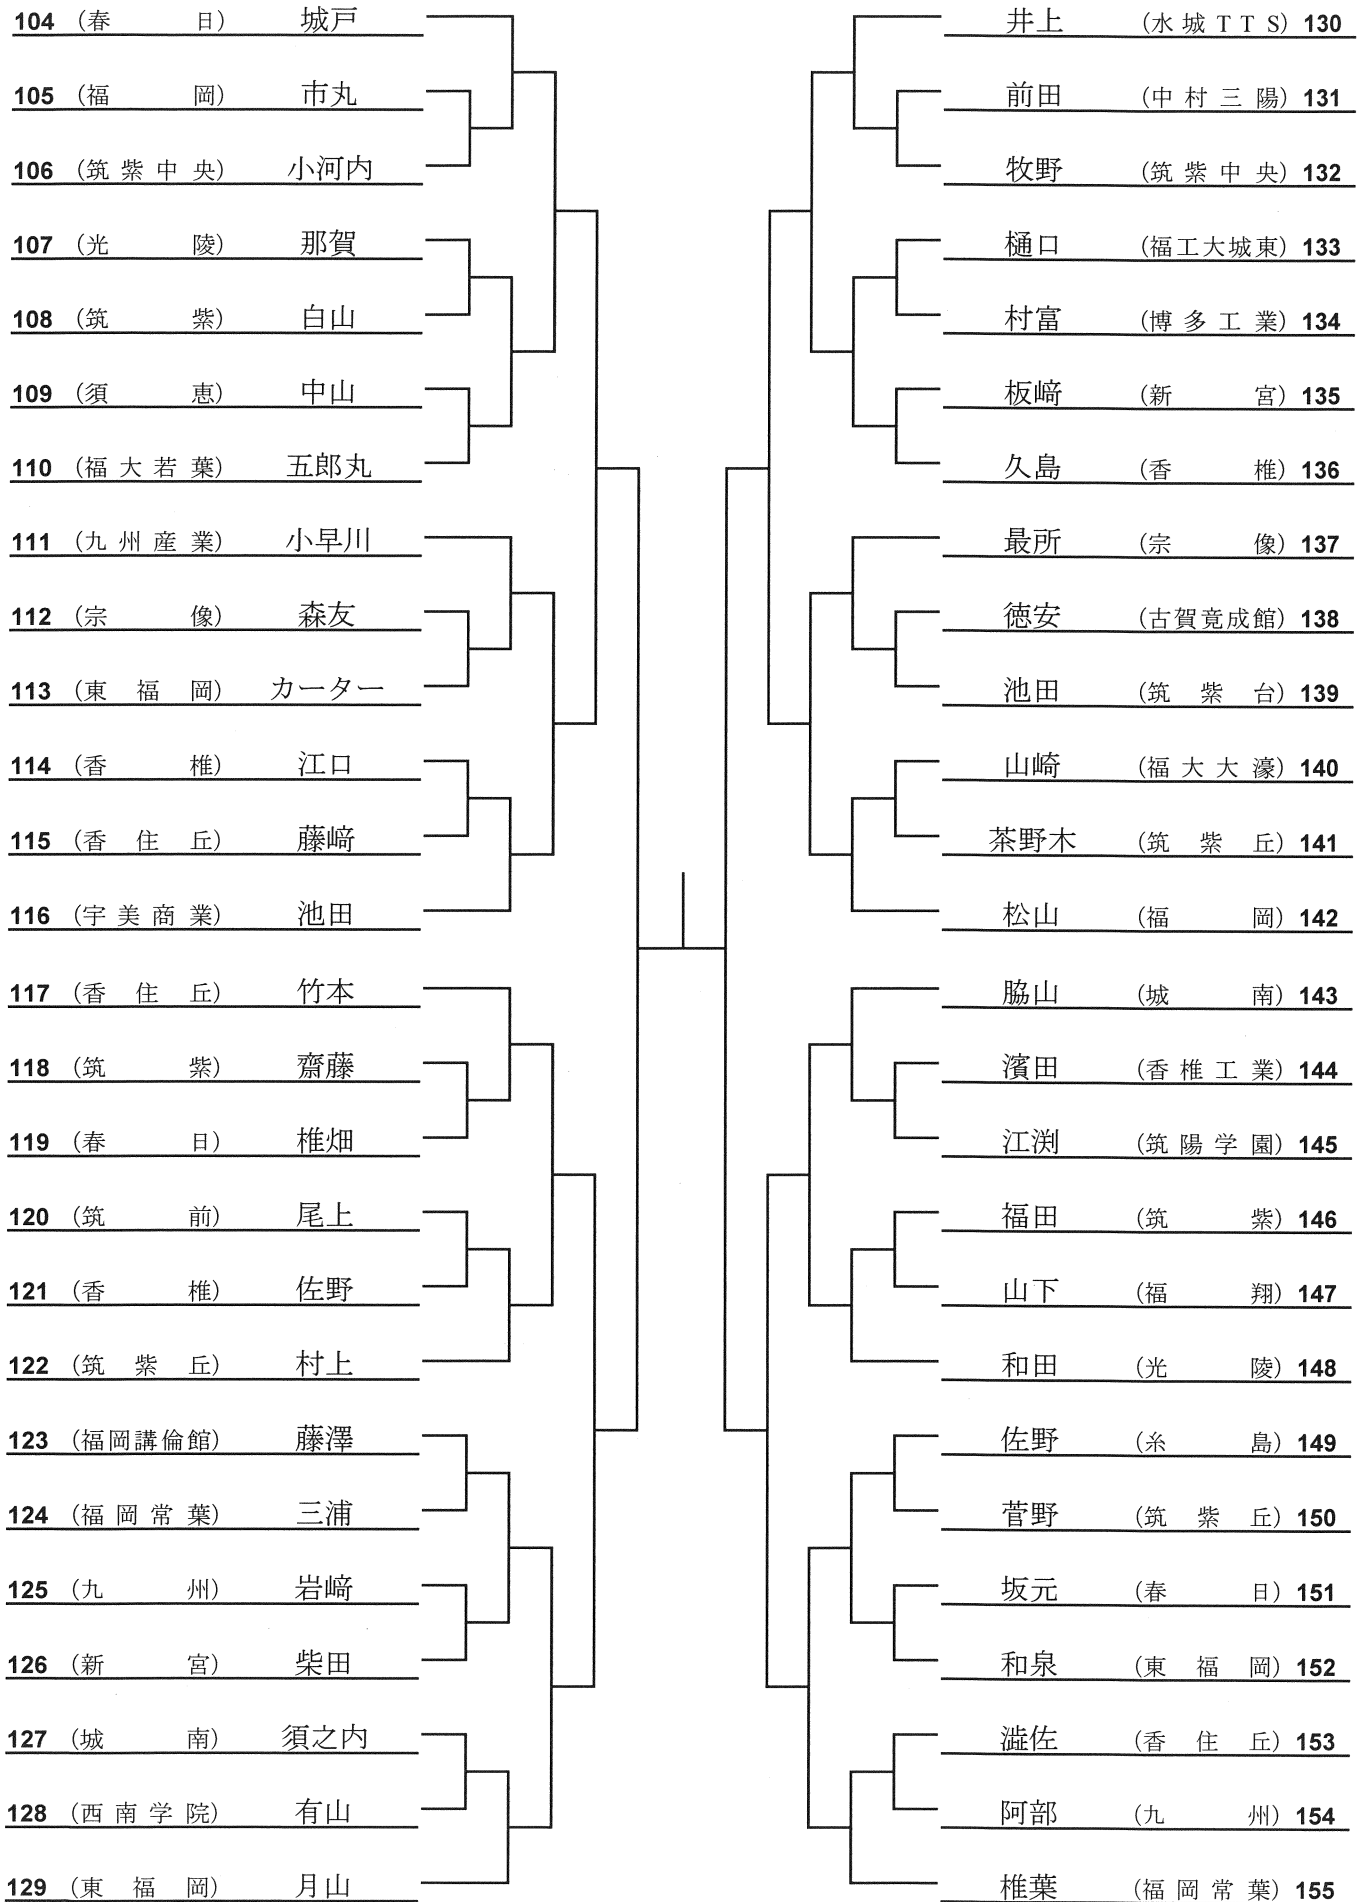 104 (春日) 城戸
105 (福岡) 市丸
106 (筑紫中央) 小河内
107 (光陵) 那賀
108 (筑紫) 白山
109 (須恵) 中山
110 (福大若葉) 五郎丸
111 (九州産業) 小早川
112 (宗像) 森友
113 (東福岡) カーター
114 (香椎) 江口
115 (香住丘) 藤﨑
116 (宇美商業) 池田
117 (香住丘) 竹本
118 (筑紫) 齋藤
119 (春日) 椎畑
120 (筑前) 尾上
121 (香椎) 佐野
122 (筑紫丘) 村上
123 (福岡講倫館) 藤澤
124 (福岡常葉) 三浦
125 (九州) 岩﨑
126 (新宮) 柴田
127 (城南) 須之内
128 (西南学院) 有山
129 (東福岡) 月山
井上 (水城TTS) 130
前田 (中村三陽) 131
牧野 (筑紫中央) 132
樋口 (福工大城東) 133
村富 (博多工業) 134
板﨑 (新宮) 135
久島 (香椎) 136
最所 (宗像) 137
徳安 (古賀竟成館) 138
池田 (筑紫台) 139
山崎 (福大大濠) 140
茶野木 (筑紫丘) 141
松山 (福岡) 142
脇山 (城南) 143
濱田 (香椎工業) 144
江渕 (筑陽学園) 145
福田 (筑紫) 146
山下 (福翔) 147
和田 (光陵) 148
佐野 (糸島) 149
菅野 (筑紫丘) 150
坂元 (春日) 151
和泉 (東福岡) 152
澁佐 (香住丘) 153
阿部 (九州) 154
椎葉 (福岡常葉) 155